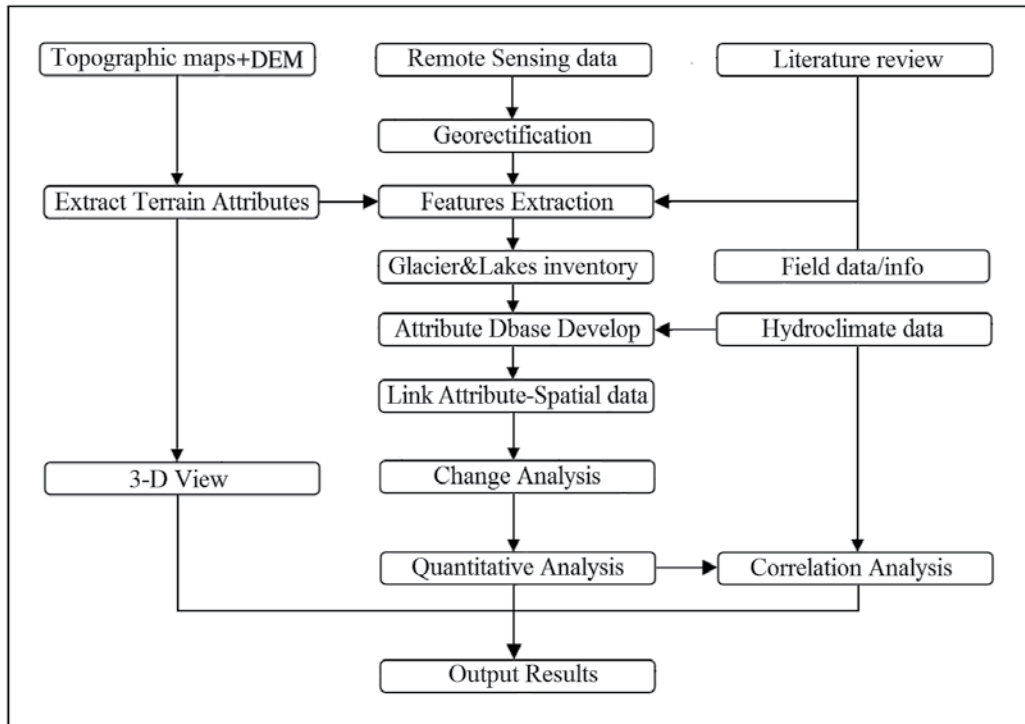 Topographic maps+DEM
Remote Sensing data
Literature review
Georectification
Extract Terrain Attributes
Features Extraction
Glacier&Lakes inventory
Field data/info
Attribute Dbase Develop
Hydroclimate data
Link Attribute-Spatial data
3-D View
Change Analysis
Quantitative Analysis
Correlation Analysis
Output Results